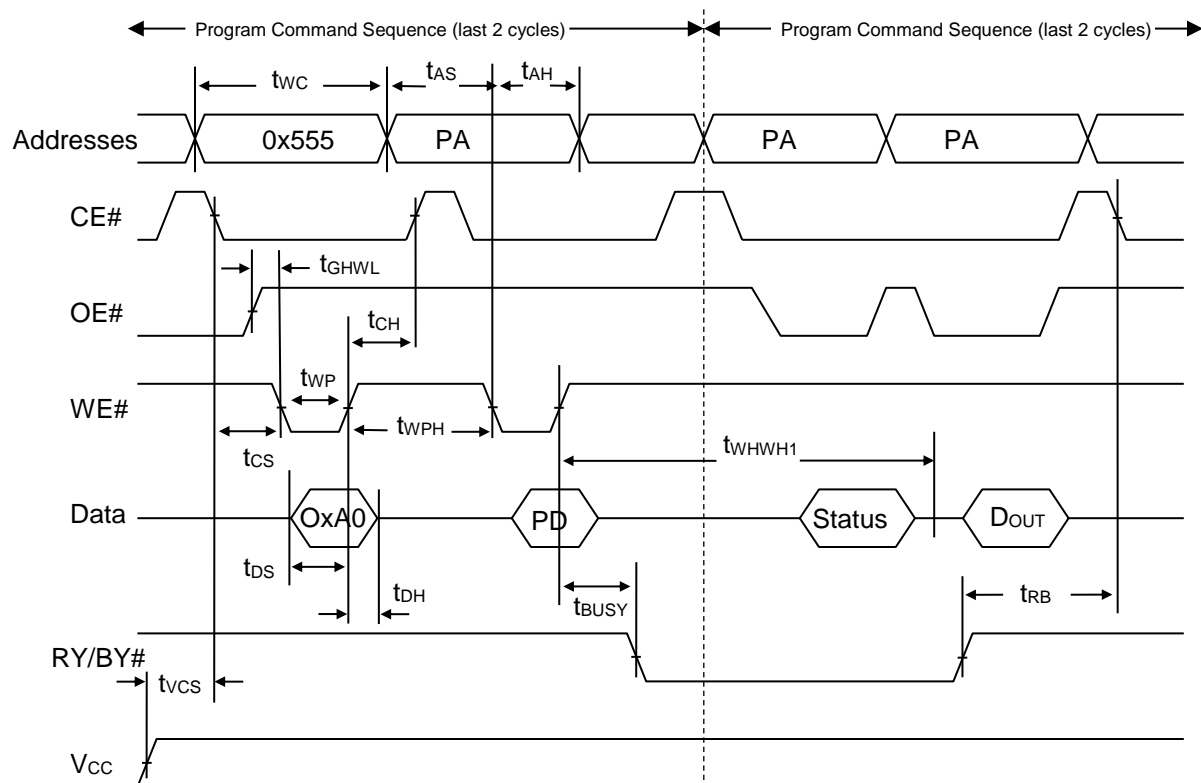 Program Command Sequence (last 2 cycles) Program Command Sequence (last 2 cycles)
tWC tAS tAH
Addresses 0x555 PA PA PA
CE#
tGHWL
OE#
tCH
tWP
WE#
tWPH
tCS tWHWH1
Data OxA0 PD Status DOUT
tDS tDH tBUSY tRB
RY/BY#
tVCS
VCC